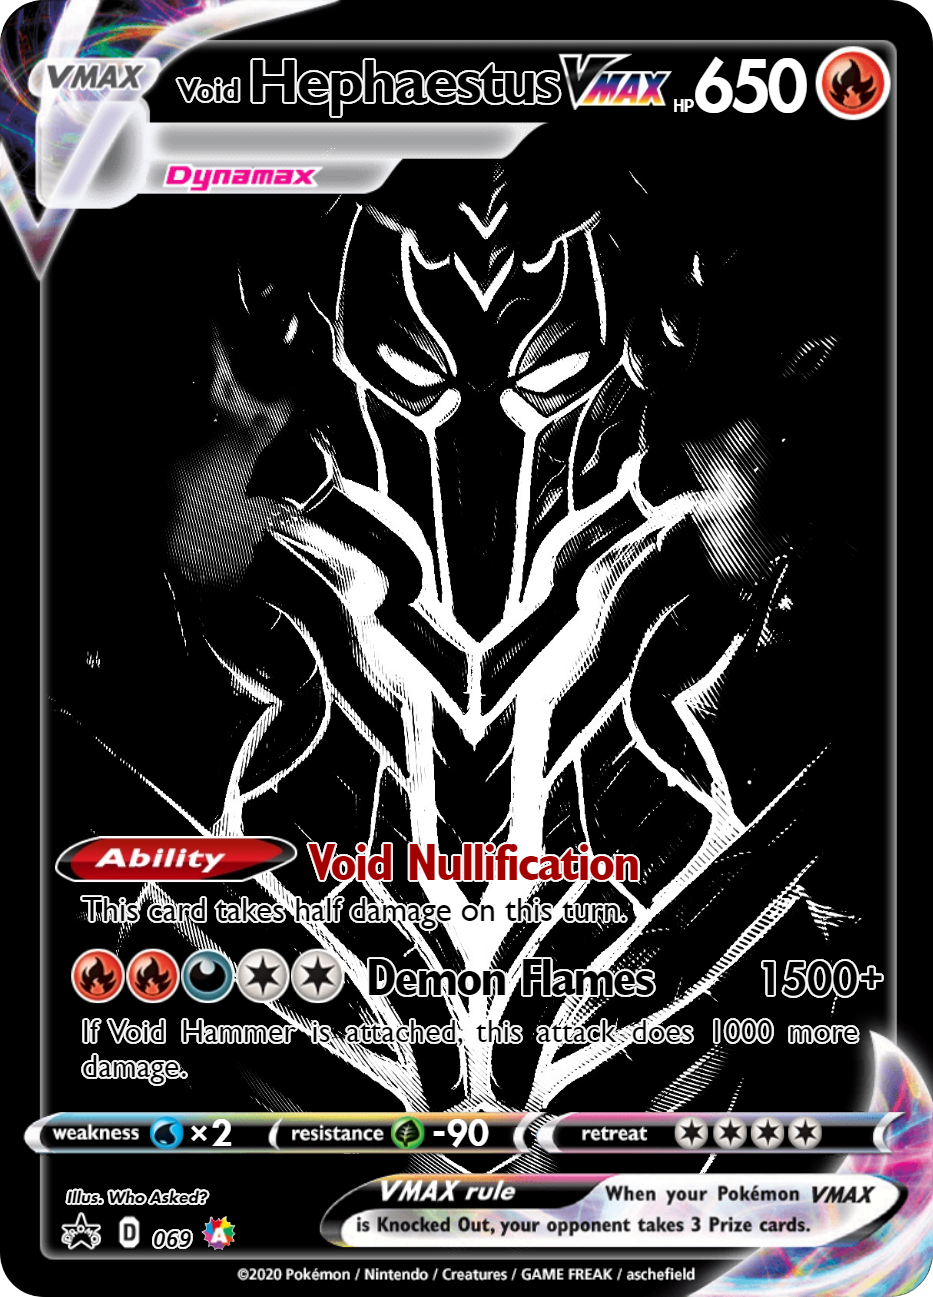 VMAX Void Hephaestus VMAX HP 650
Dynamax
Ability Void Nullification
This card takes half damage on this turn.
Demon Flames 1500+
If Void Hammer is attached, this attack does 1000 more
damage.
weakness ×2 resistance -90 retreat
Illus. Who Asked?
VMAX rule When your Pokémon VMAX
is Knocked Out, your opponent takes 3 Prize cards.
D 069 A
©2020 Pokémon / Nintendo / Creatures / GAME FREAK / aschefield